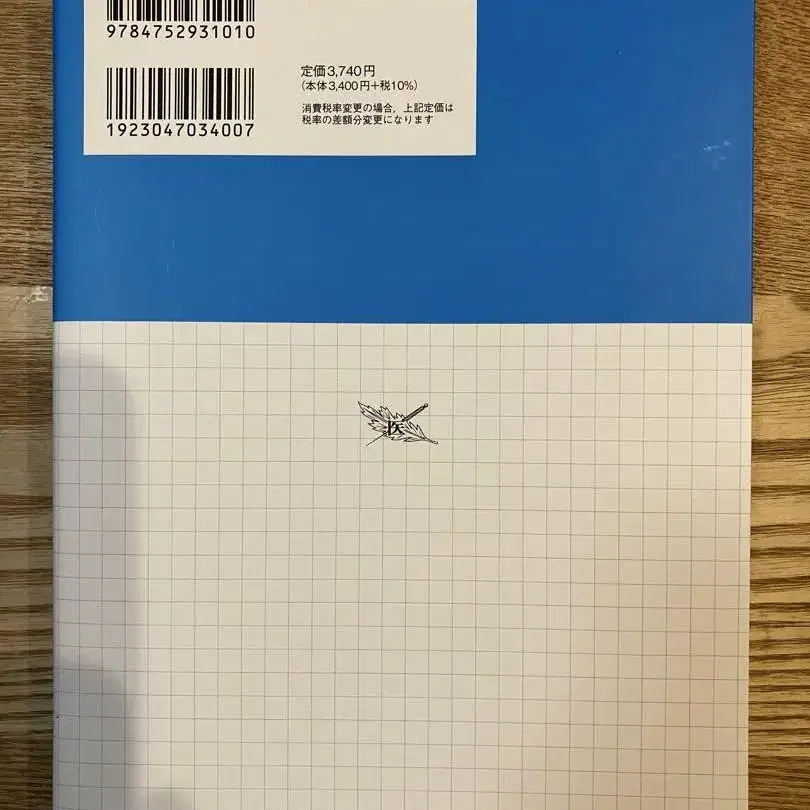 9784752931010
定価3,740円
(本体3,400円+税10%)
消費税率変更の場合,上記定価は
税率の差額分変更になります
1923047034007
医